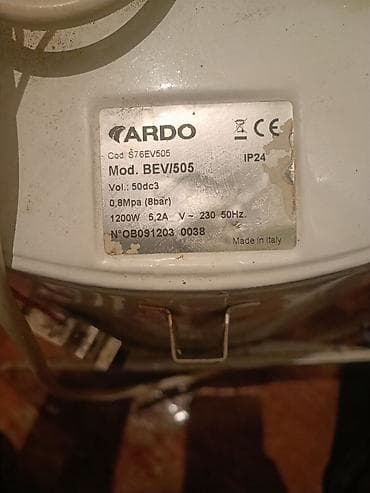 ARDO
CE
Cod. S76EV505
IP24
Mod. BEV/505
Vol.: 50dc3
0,8Mpa (8bar)
1200W 5,2A V ~ 230 50Hz.
N°OB091203 0038
Made in Italy